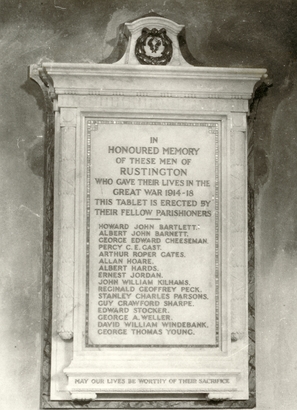 IN
HONOURED MEMORY
OF THESE MEN OF
RUSTINGTON
WHO GAVE THEIR LIVES IN THE
GREAT WAR 1914-18
THIS TABLET IS ERECTED BY
THEIR FELLOW PARISHIONERS
HOWARD JOHN BARTLETT.
ALBERT JOHN BARNETT.
GEORGE EDWARD CHEESEMAN.
PERCY C.E. GAST.
ARTHUR ROPER GATES.
ALLAN HOARE.
ALBERT HARDS.
ERNEST JORDAN.
JOHN WILLIAM KILHAMS.
REGINALD GEOFFREY PECK.
STANLEY CHARLES PARSONS.
GUY CRAWFORD SHARPE.
EDWARD STOCKER.
GEORGE A. WELLER.
DAVID WILLIAM WINDEBANK.
GEORGE THOMAS YOUNG.
MAY OUR LIVES BE WORTHY OF THEIR SACRIFICE